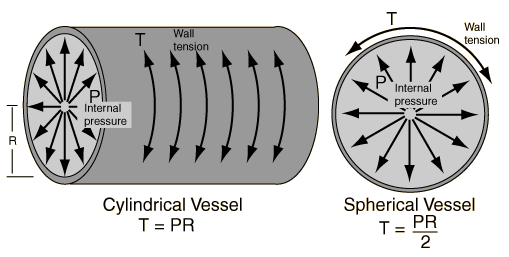 T
Wall
tension
P
Internal
pressure
R
Cylindrical Vessel
T = PR
T
Wall
tension
P
Internal
pressure
Spherical Vessel
T = PR
2